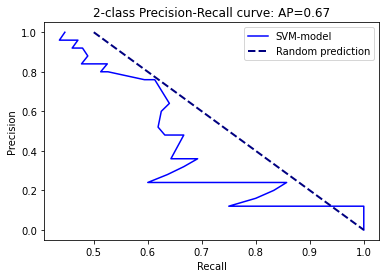 2-class Precision-Recall curve: AP=0.67
SVM-model
Random prediction
Precision
1.0
0.8
0.6
0.4
0.2
0.0
0.5 0.6 0.7 0.8 0.9 1.0
Recall